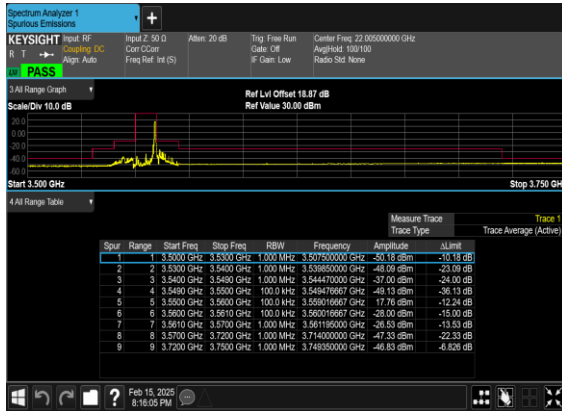 Spectrum Analyzer 1
Spurious Emissions
+
KEYSIGHT Input: RF Input Z: 50 Ω Atten: 20 dB Trig: Free Run Center Freq: 22.005000000 GHz
R T Coupling: DC Corr CCorr Gate: Off Avg|Hold: 100/100
Align: Auto Freq Ref: Int (S) IF Gain: Low Radio Std: None
PASS
3 All Range Graph
Ref Lvl Offset 18.87 dB
Scale/Div 10.0 dB Ref Value 30.00 dBm
20.0
0.00
-20.0
-40.0
-60.0
Start 3.500 GHz Stop 3.750 GH
4 All Range Table
Measure Trace Trace 1
Trace Type Trace Average (Active)
Spur Range Start Freq Stop Freq RBW Frequency Amplitude ΔLimit
1 1 3.5000 GHz 3.5300 GHz 1.000 MHz 3.507500000 GHz -50.18 dBm -10.18 dB
2 2 3.5300 GHz 3.5400 GHz 1.000 MHz 3.539650000 GHz -48.09 dBm -23.09 dB
3 3 3.5400 GHz 3.5490 GHz 1.000 MHz 3.544470000 GHz -37.00 dBm -24.00 dB
4 4 3.5490 GHz 3.5500 GHz 100.0 kHz 3.549476667 GHz -49.13 dBm -36.13 dB
5 5 3.5500 GHz 3.5600 GHz 100.0 kHz 3.559016667 GHz 17.76 dBm -12.24 dB
6 6 3.5600 GHz 3.5610 GHz 100.0 kHz 3.560016667 GHz -28.00 dBm -15.00 dB
7 7 3.5610 GHz 3.5700 GHz 1.000 MHz 3.561195000 GHz -26.53 dBm -13.53 dB
8 8 3.5700 GHz 3.7200 GHz 1.000 MHz 3.714000000 GHz -47.33 dBm -22.33 dB
9 9 3.7200 GHz 3.7500 GHz 1.000 MHz 3.749350000 GHz -46.83 dBm -6.826 dB
? Feb 15, 2025
8:16:05 PM